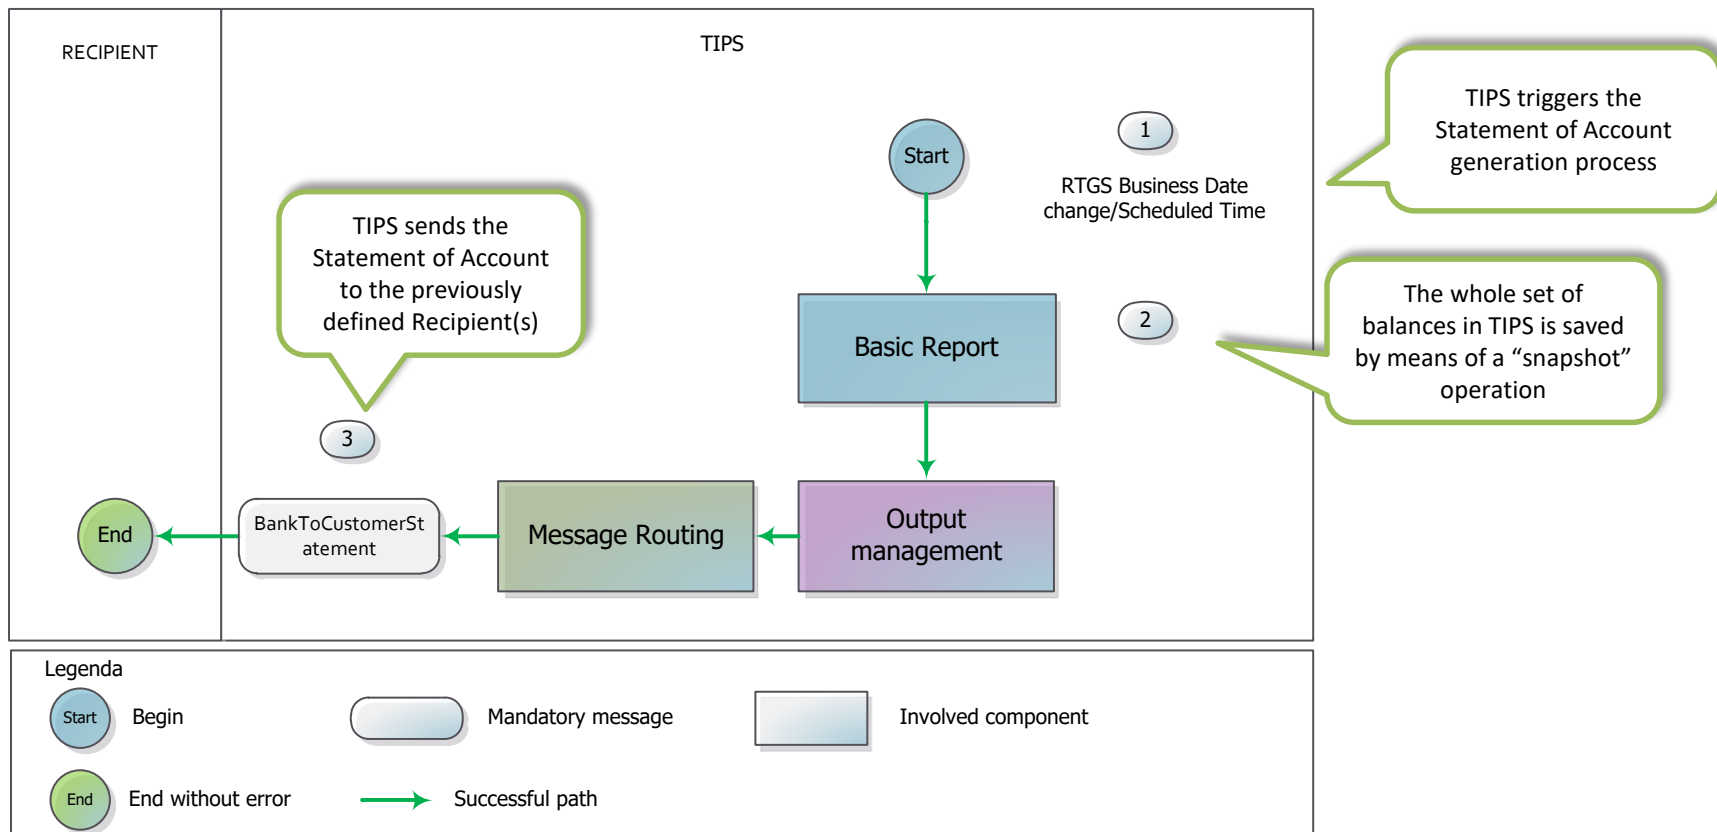 RECIPIENT
TIPS
Start
1
RTGS Business Date
change/Scheduled Time
TIPS triggers the
Statement of Account
generation process
TIPS sends the
Statement of Account
to the previously
defined Recipient(s)
Basic Report
2
The whole set of
balances in TIPS is saved
by means of a “snapshot”
operation
3
End
BankToCustomerSt
atement
Message Routing
Output
management
Legenda
Start
Begin
Mandatory message
Involved component
End
End without error
Successful path